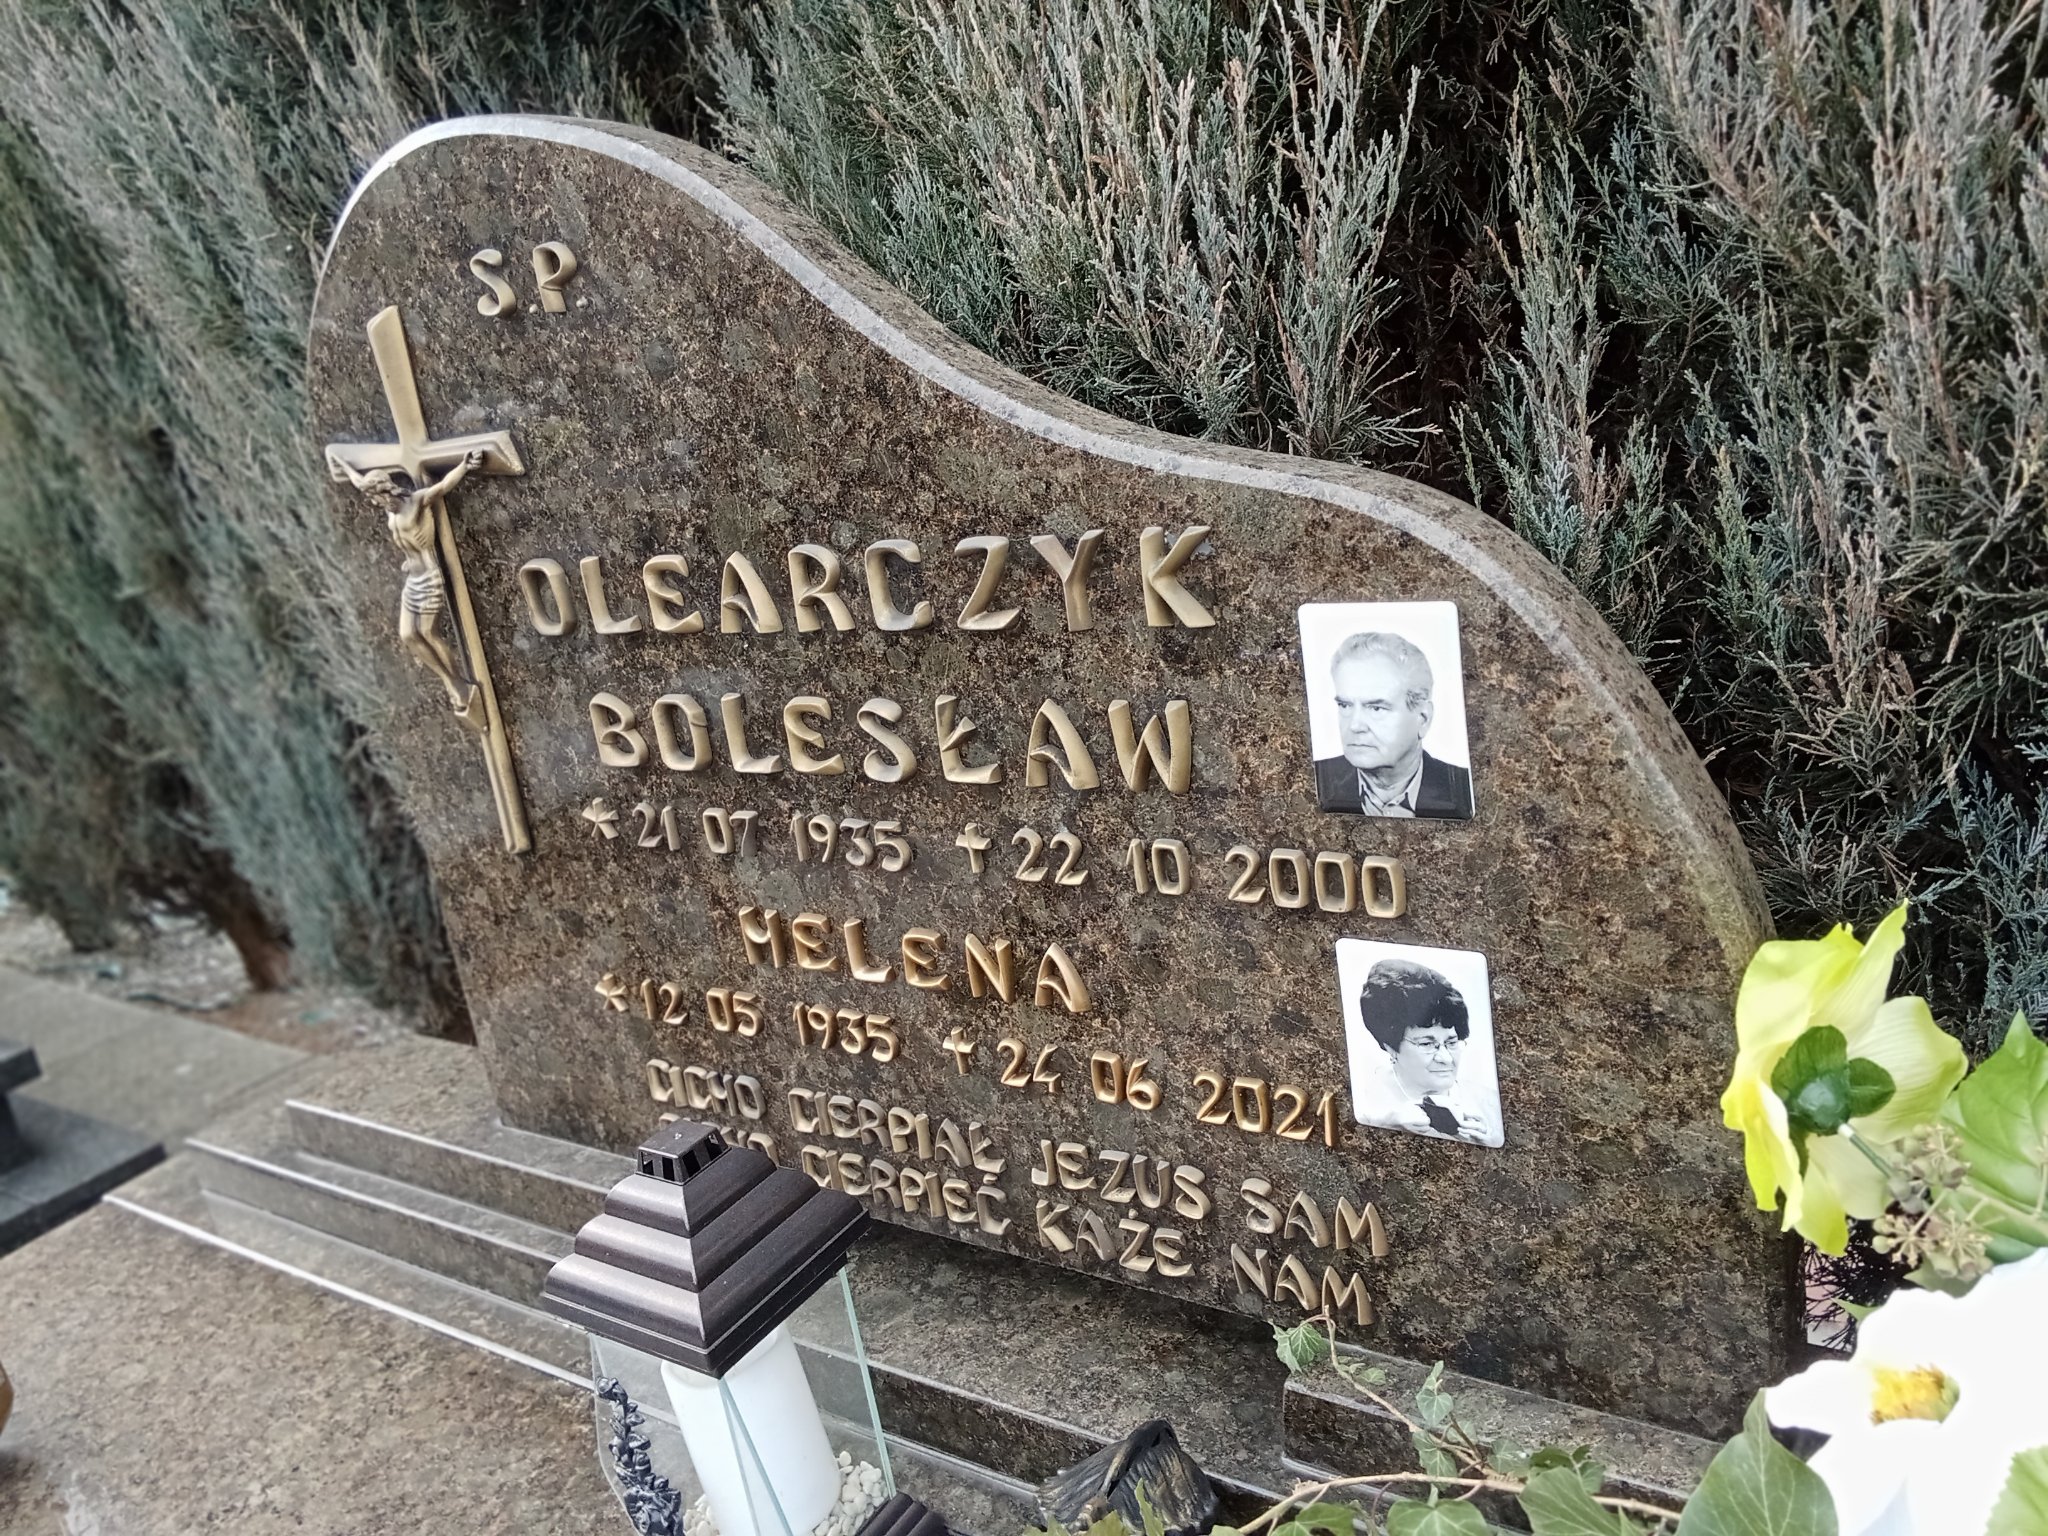 S.P.
OLEARCZYK
BOLESŁAW
* 21 07 1935 ✝ 22 10 2000
HELENA
* 12 05 1935 ✝ 24 06 2021
CICHO CIERPIAŁ JEZUS SAM
CIERPIEĆ KAŻE NAM